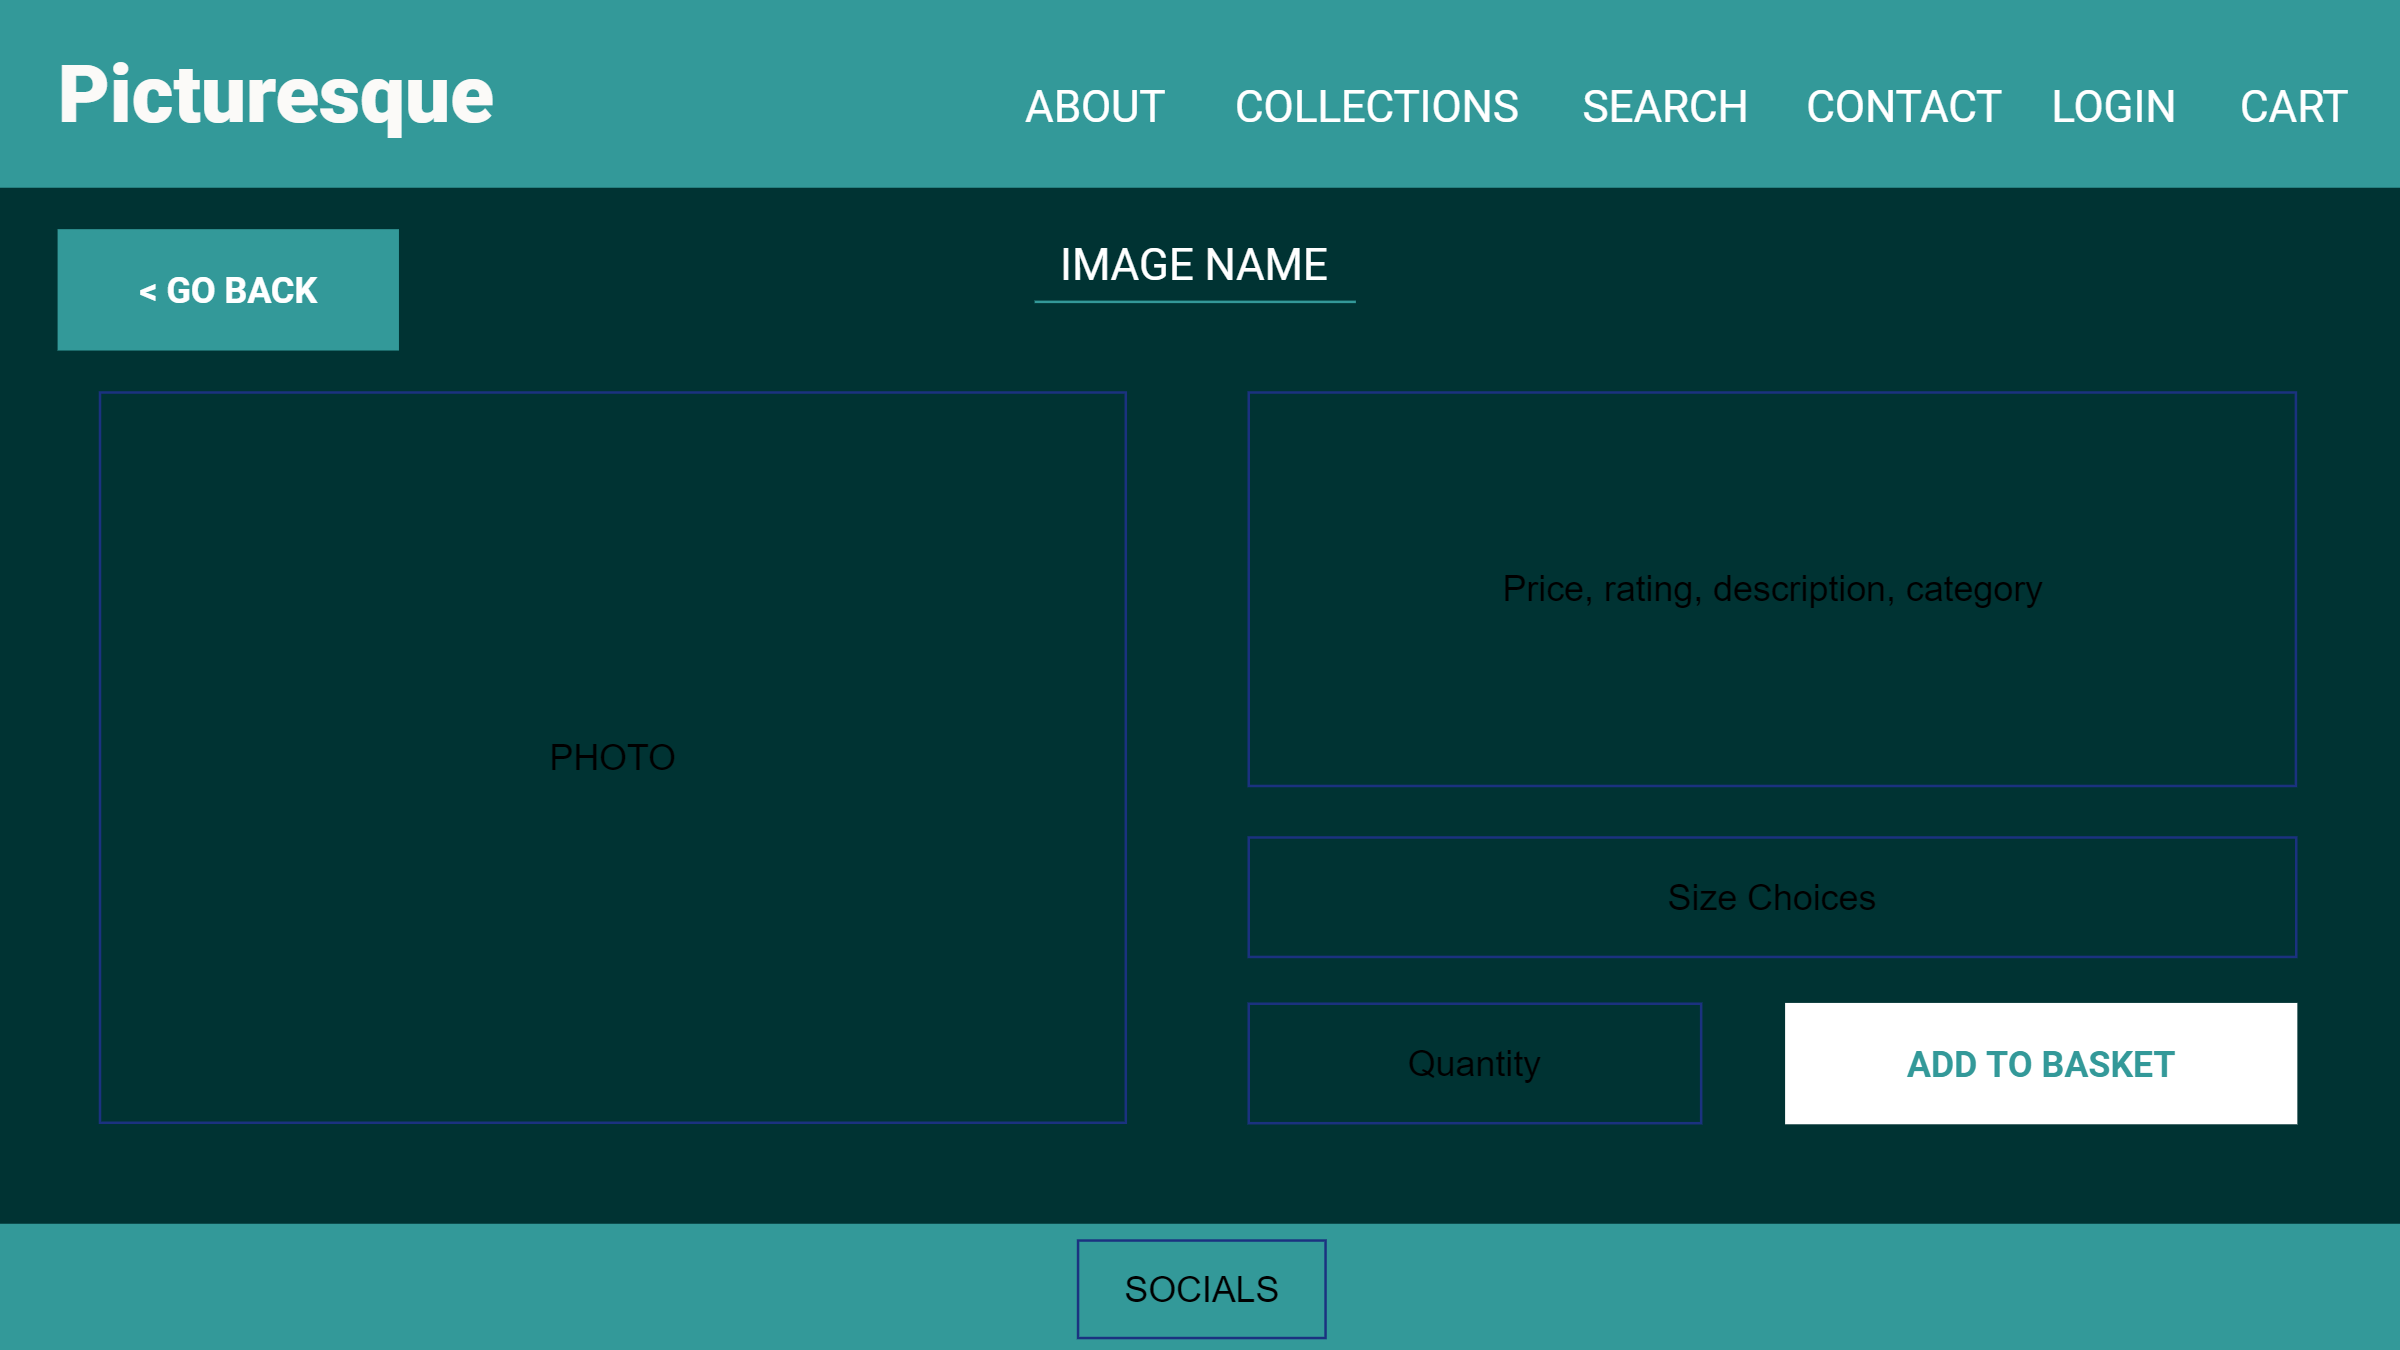 Picturesque
ABOUT COLLECTIONS SEARCH CONTACT LOGIN CART
< GO BACK
IMAGE NAME
PHOTO
Price, rating, description, category
Size Choices
Quantity
ADD TO BASKET
SOCIALS